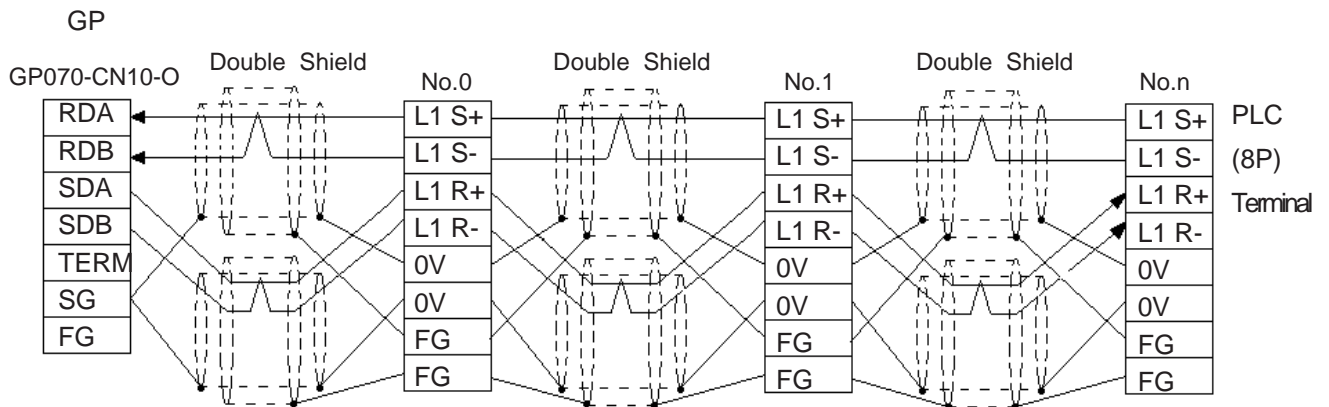 GP
GP070-CN10-O
RDA
RDB
SDA
SDB
TERM
SG
FG
Double Shield
No.0
L1 S+
L1 S-
L1 R+
L1 R-
0V
0V
FG
FG
Double Shield
No.1
L1 S+
L1 S-
L1 R+
L1 R-
0V
0V
FG
FG
Double Shield
No.n
L1 S+
L1 S-
L1 R+
L1 R-
0V
0V
FG
FG
PLC
(8P)
Terminal